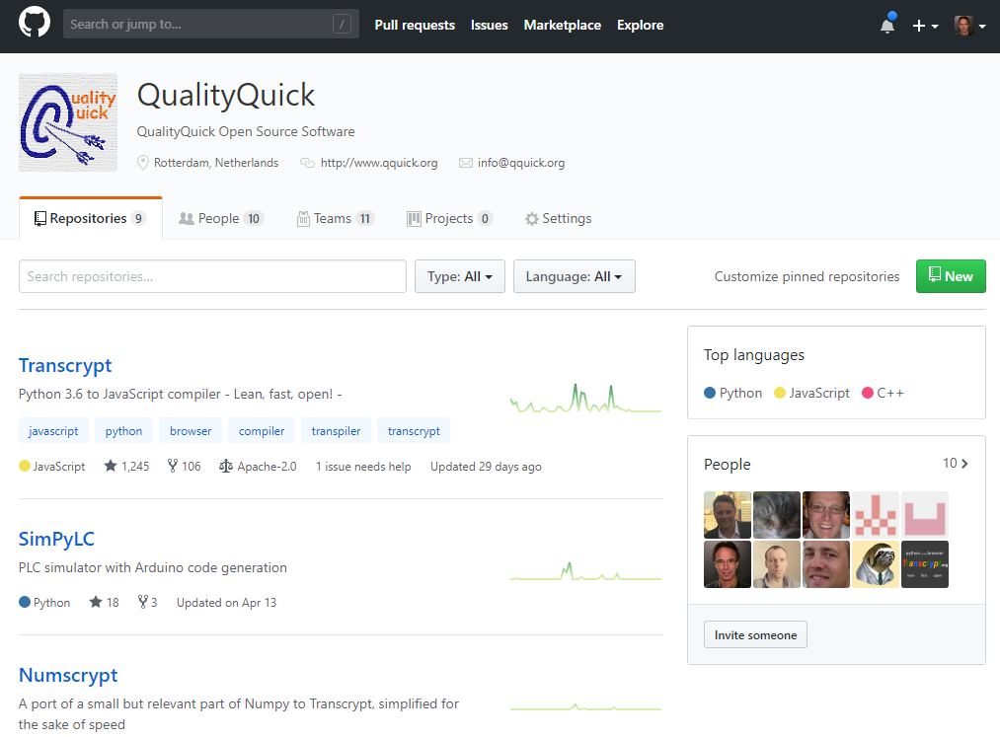 Search or jump to...
/
Pull requests
Issues
Marketplace
Explore
uality
uick
QualityQuick
QualityQuick Open Source Software
Rotterdam, Netherlands
http://www.qquick.org
info@qquick.org
Repositories 9
People 10
Teams 11
Projects 0
Settings
Search repositories...
Type: All
Language: All
Customize pinned repositories
New
Transcrypt
Python 3.6 to JavaScript compiler - Lean, fast, open! -
javascript
python
browser
compiler
transpiler
transcrypt
JavaScript
1,245
106
Apache-2.0
1 issue needs help
Updated 29 days ago
SimPyLC
PLC simulator with Arduino code generation
Python
18
3
Updated on Apr 13
Numscrypt
A port of a small but relevant part of Numpy to Transcrypt, simplified for
the sake of speed
Top languages
Python
JavaScript
C++
People
10
Transcrypt
Invite someone